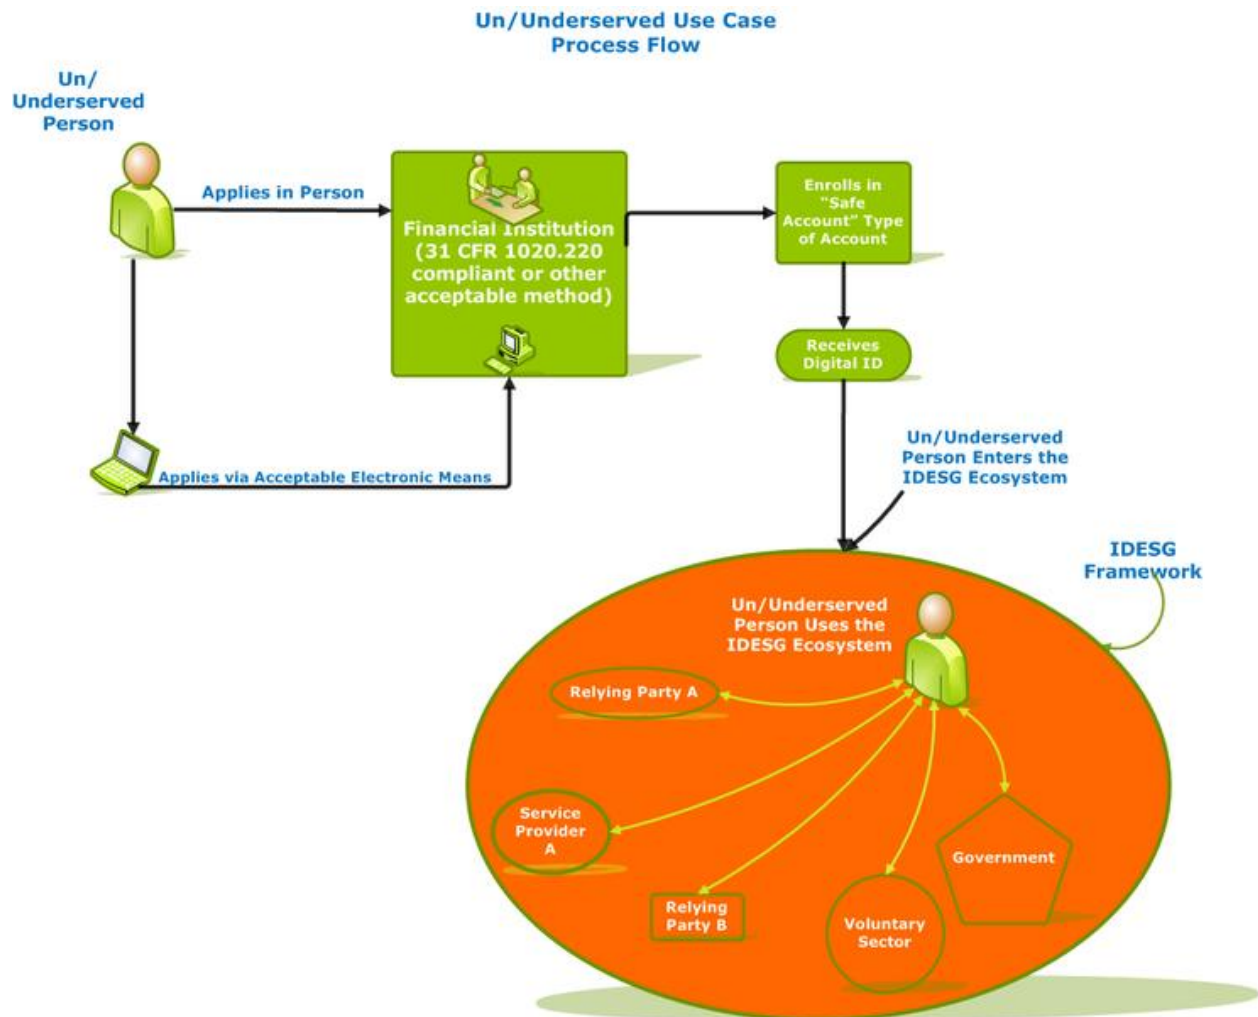 Un/Underserved Use Case
Process Flow
Un/
Underserved
Person
Applies in Person
Financial Institution
(31 CFR 1020.220
compliant or other
acceptable method)
Enrolls in
"Safe
Account" Type
of Account
Receives
Digital ID
Applies via Acceptable Electronic Means
Un/Underserved
Person Enters the
IDESG Ecosystem
IDESG
Framework
Un/Underserved
Person Uses the
IDESG Ecosystem
Relying Party A
Service
Provider
A
Relying
Party B
Voluntary
Sector
Government